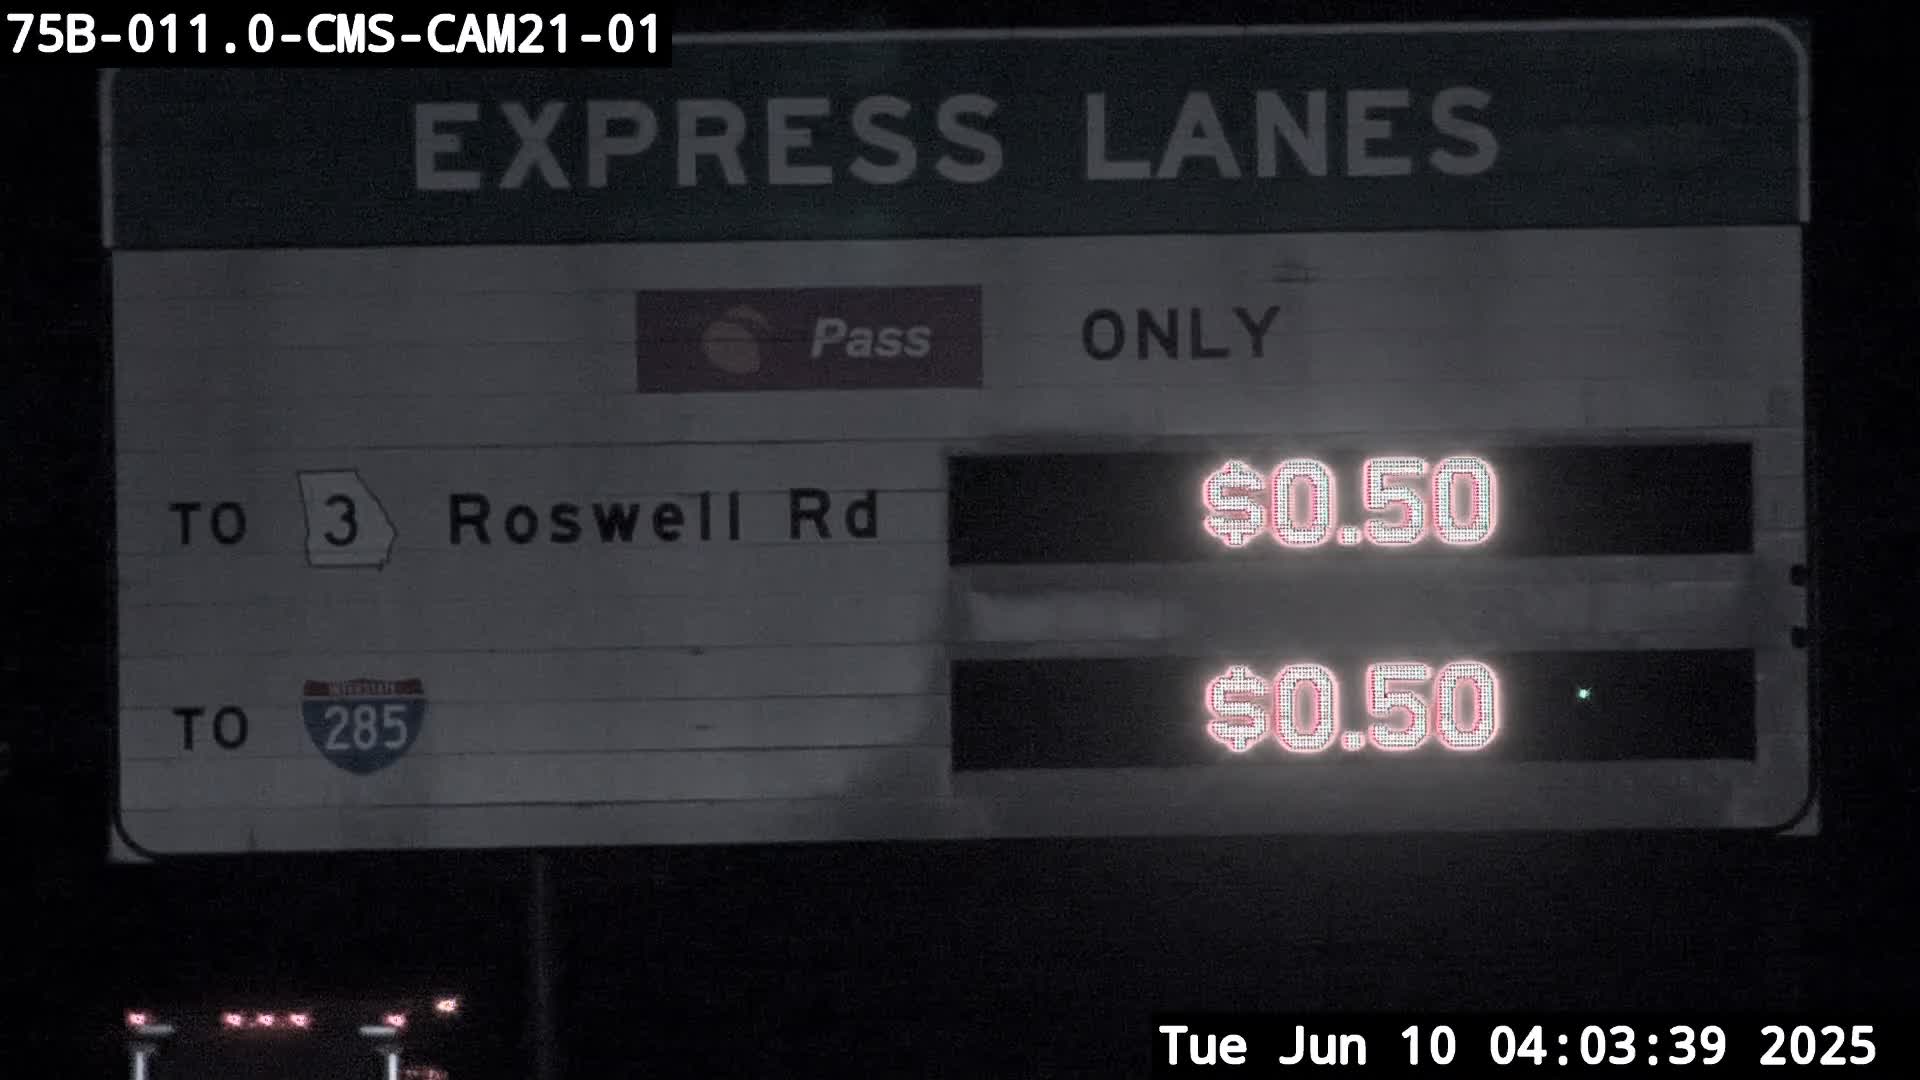 75B-011.0-CMS-CAM21-01
EXPRESS LANES
Pass ONLY
TO 3 Roswell Rd $0.50
INTERSTATE
TO 285 $0.50
Tue Jun 10 04:03:39 2025